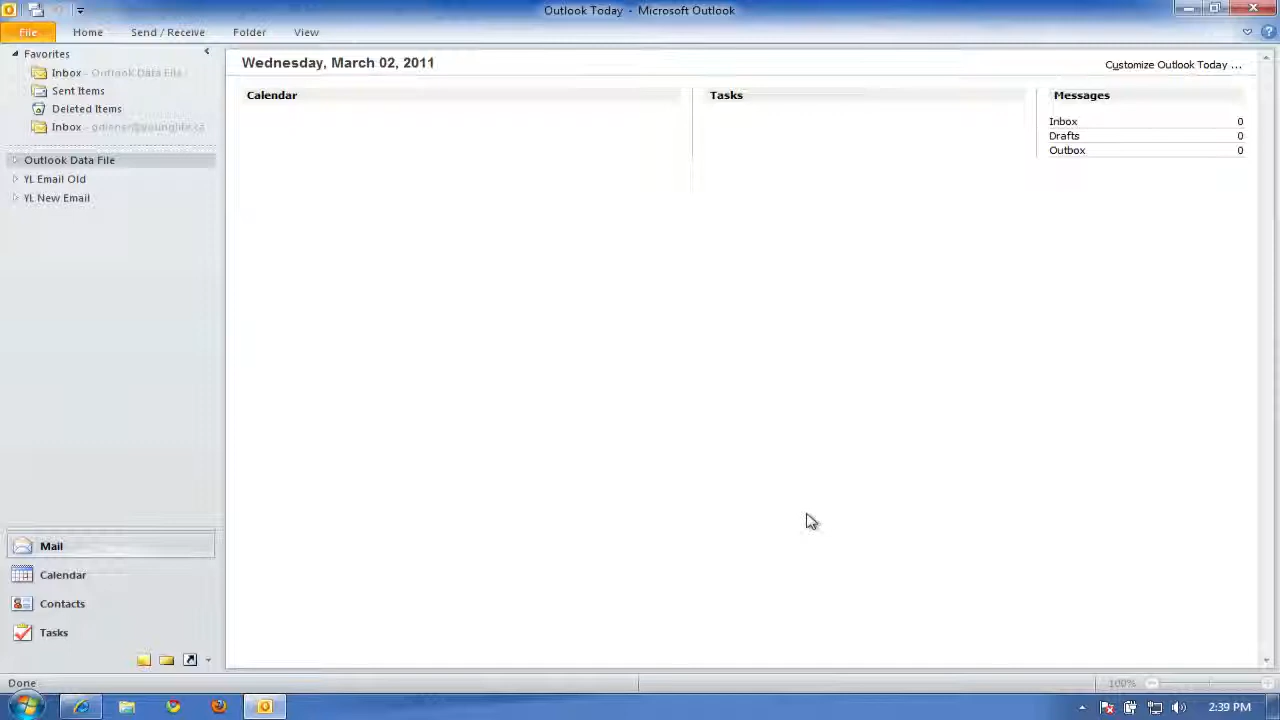 Outlook Today - Microsoft Outlook
File Home Send / Receive Folder View
Favorites
Inbox - Outlook Data File
Sent Items
Deleted Items
Inbox
Outlook Data File
YL Email Old
YL New Email
Mail
Calendar
Contacts
Tasks
Wednesday, March 02, 2011
Customize Outlook Today ...
Calendar
Tasks
Messages
Inbox 0
Drafts 0
Outbox 0
Done
100%
2:39 PM